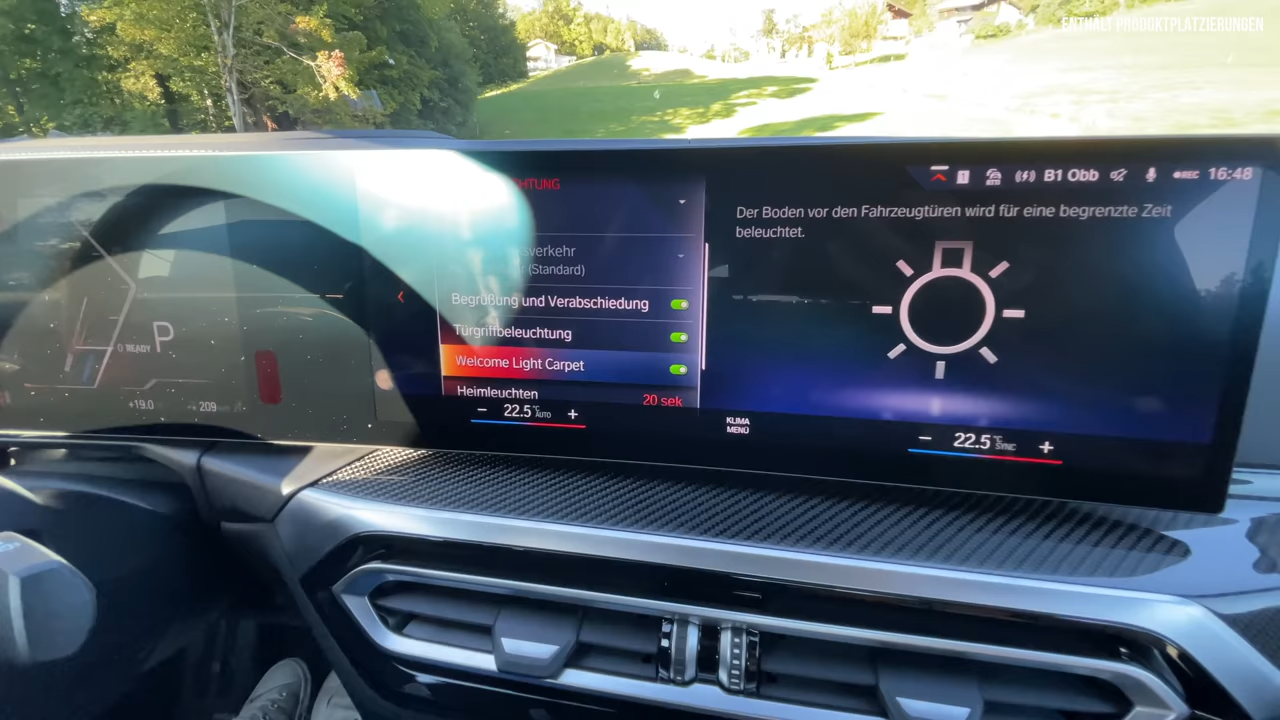 ENTHÄLT PRODUKTPLATZIERUNGEN
B1 Obb
REC 16:48
Der Boden vor den Fahrzeugtüren wird für eine begrenzte Zeit
beleuchtet.
(Standard)
Begrüßung und Verabschiedung
Türgriffbeleuchtung
Welcome Light Carpet
Heimleuchten 20 sek
− 22.5 °C AUTO +
KLIMA
MENÜ
− 22.5 °C SYNC +
READY P
+19.0
209